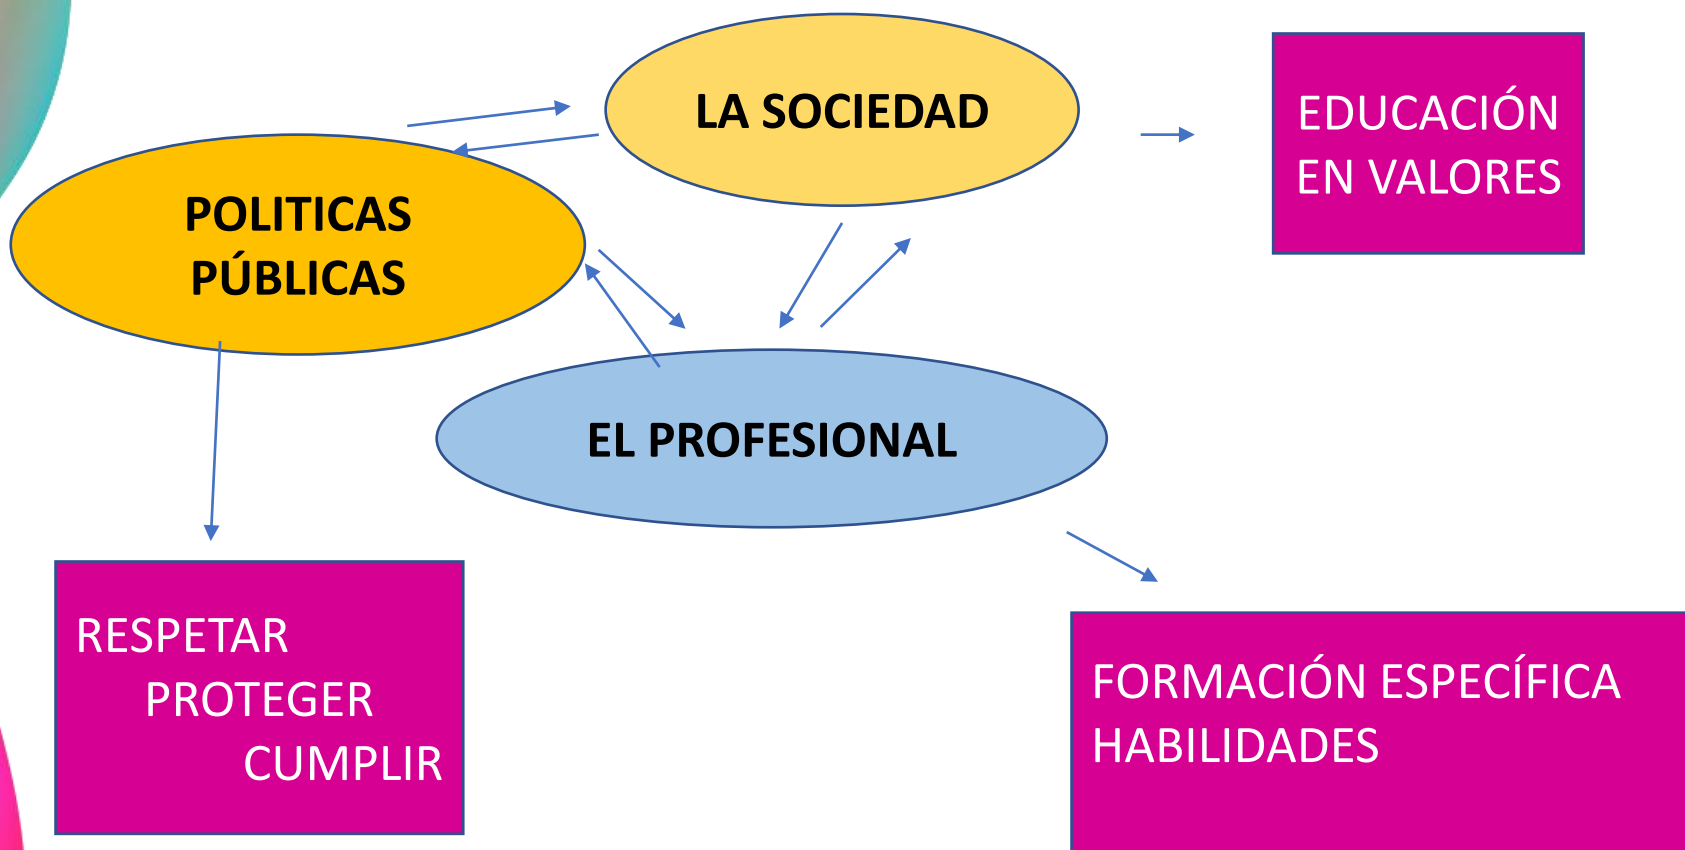 LA SOCIEDAD
EDUCACIÓN
EN VALORES
POLITICAS
PÚBLICAS
EL PROFESIONAL
RESPETAR
PROTEGER
CUMPLIR
FORMACIÓN ESPECÍFICA
HABILIDADES